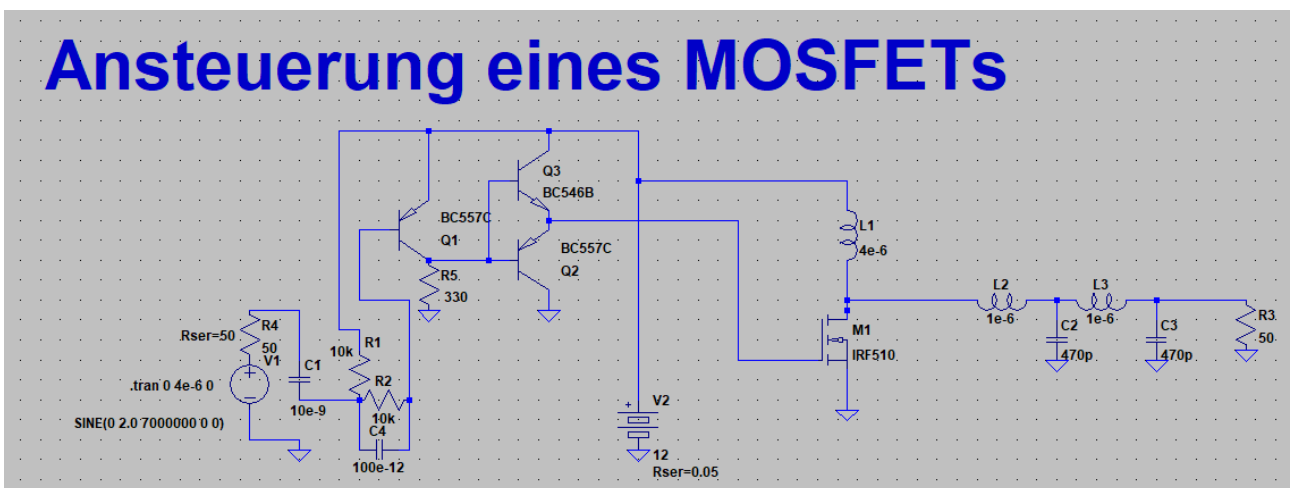 Ansteuerung eines MOSFETs
Q3
BC546B
BC557C
Q1
BC557C
Q2
L1
4e-6
R5
330
L2
1e-6
L3
1e-6
R3
50
C2
470p
C3
470p
M1
IRF510
R4
Rser=50
50
V1
R1
10k
C1
10e-9
R2
10k
.tran 0 4e-6 0
SINE(0 2.0 7000000 0 0)
C4
100e-12
V2
+
12
Rser=0.05